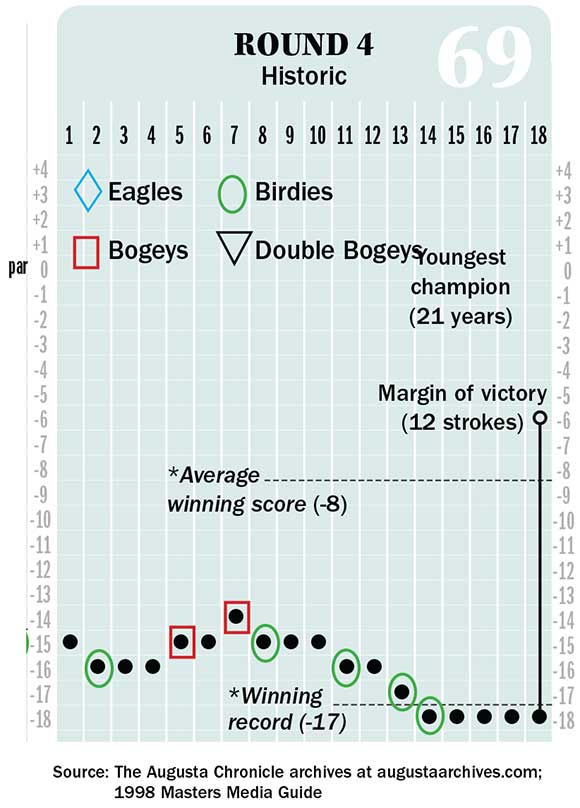 ROUND 4
Historic
69
1 2 3 4 5 6 7 8 9 10 11 12 13 14 15 16 17 18
+4 +4
+3 +3
+2 +2
+1 +1
par 0 0
-1 -1
-2 -2
-3 -3
-4 -4
-5 -5
-6 -6
-7 -7
-8 -8
-9 -9
-10 -10
-11 -11
-12 -12
-13 -13
-14 -14
-15 -15
-16 -16
-17 -17
-18 -18
Eagles Birdies
Bogeys Double Bogeys
Youngest
champion
(21 years)
Margin of victory
(12 strokes)
*Average
winning score (-8)
*Winning
record (-17)
Source: The Augusta Chronicle archives at augustaarchives.com;
1998 Masters Media Guide